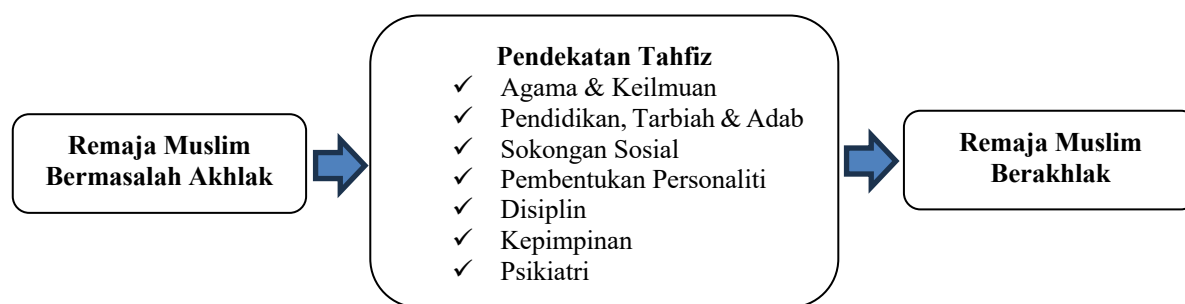 Remaja Muslim
Bermasalah Akhlak
Pendekatan Tahfiz
✓ Agama & Keilmuan
✓ Pendidikan, Tarbiah & Adab
✓ Sokongan Sosial
✓ Pembentukan Personaliti
✓ Disiplin
✓ Kepimpinan
✓ Psikiatri
Remaja Muslim
Berakhlak